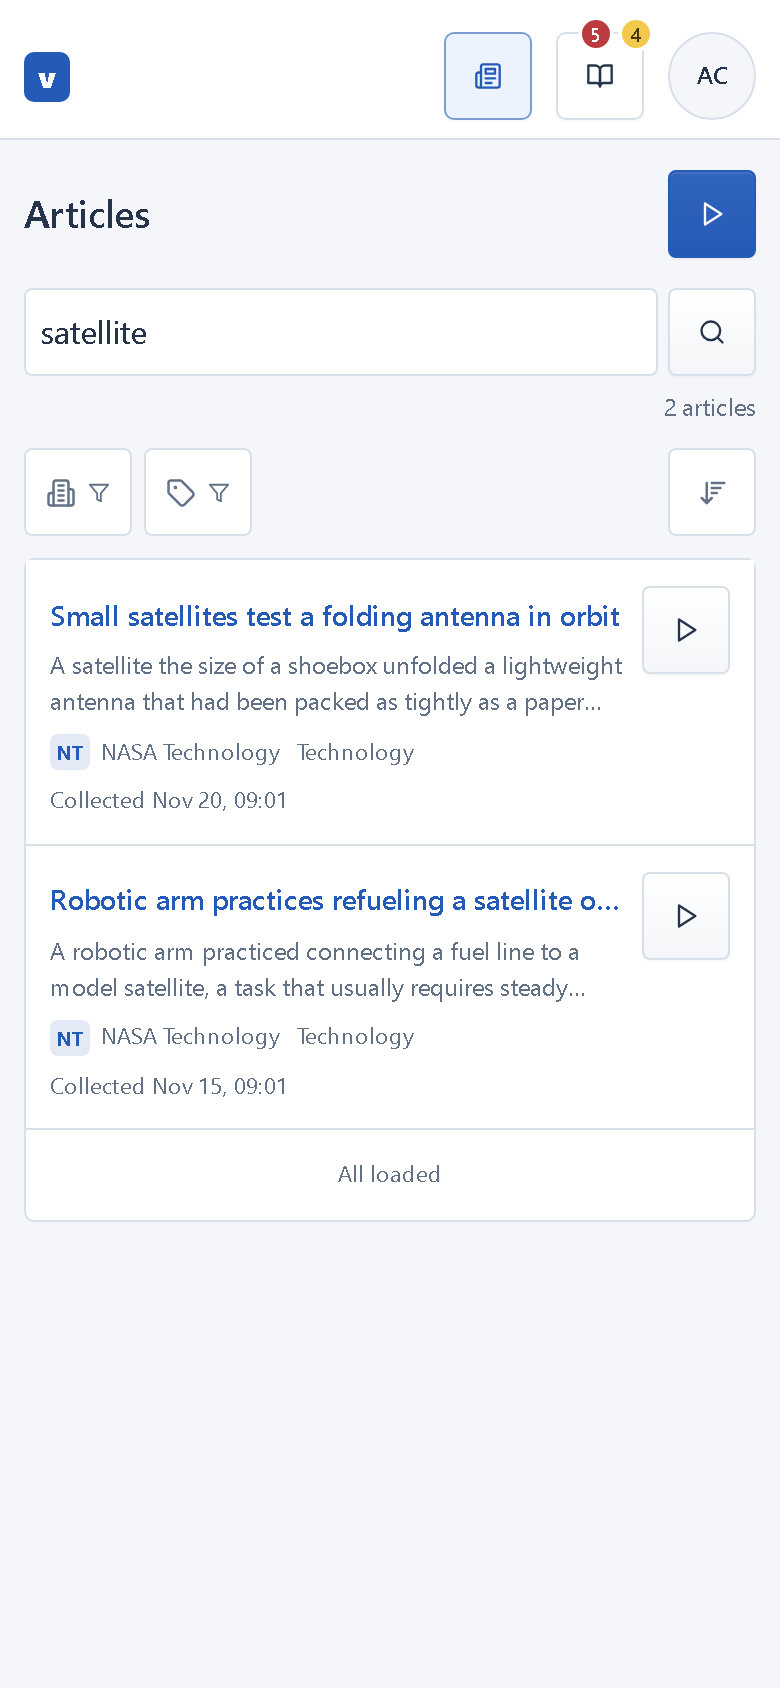 v
5
4
AC
Articles
satellite
2 articles
Small satellites test a folding antenna in orbit
A satellite the size of a shoebox unfolded a lightweight
antenna that had been packed as tightly as a paper...
NT NASA Technology Technology
Collected Nov 20, 09:01
Robotic arm practices refueling a satellite o...
A robotic arm practiced connecting a fuel line to a
model satellite, a task that usually requires steady...
NT NASA Technology Technology
Collected Nov 15, 09:01
All loaded